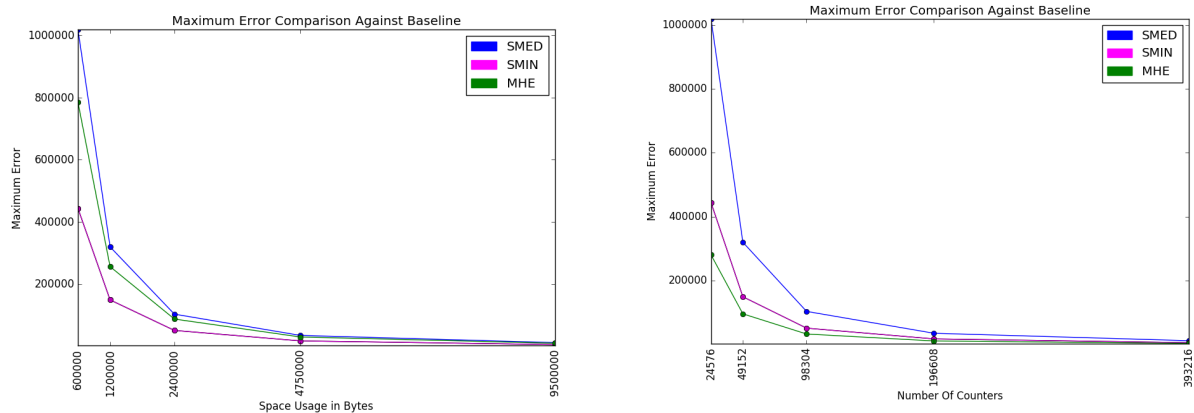 Maximum Error Comparison Against Baseline
1000000
800000
600000
400000
200000
Maximum Error
SMED
SMIN
MHE
600000
1200000
2400000
4750000
9500000
Space Usage in Bytes
Maximum Error Comparison Against Baseline
1000000
800000
600000
400000
200000
Maximum Error
SMED
SMIN
MHE
24576
49152
98304
196608
393216
Number Of Counters